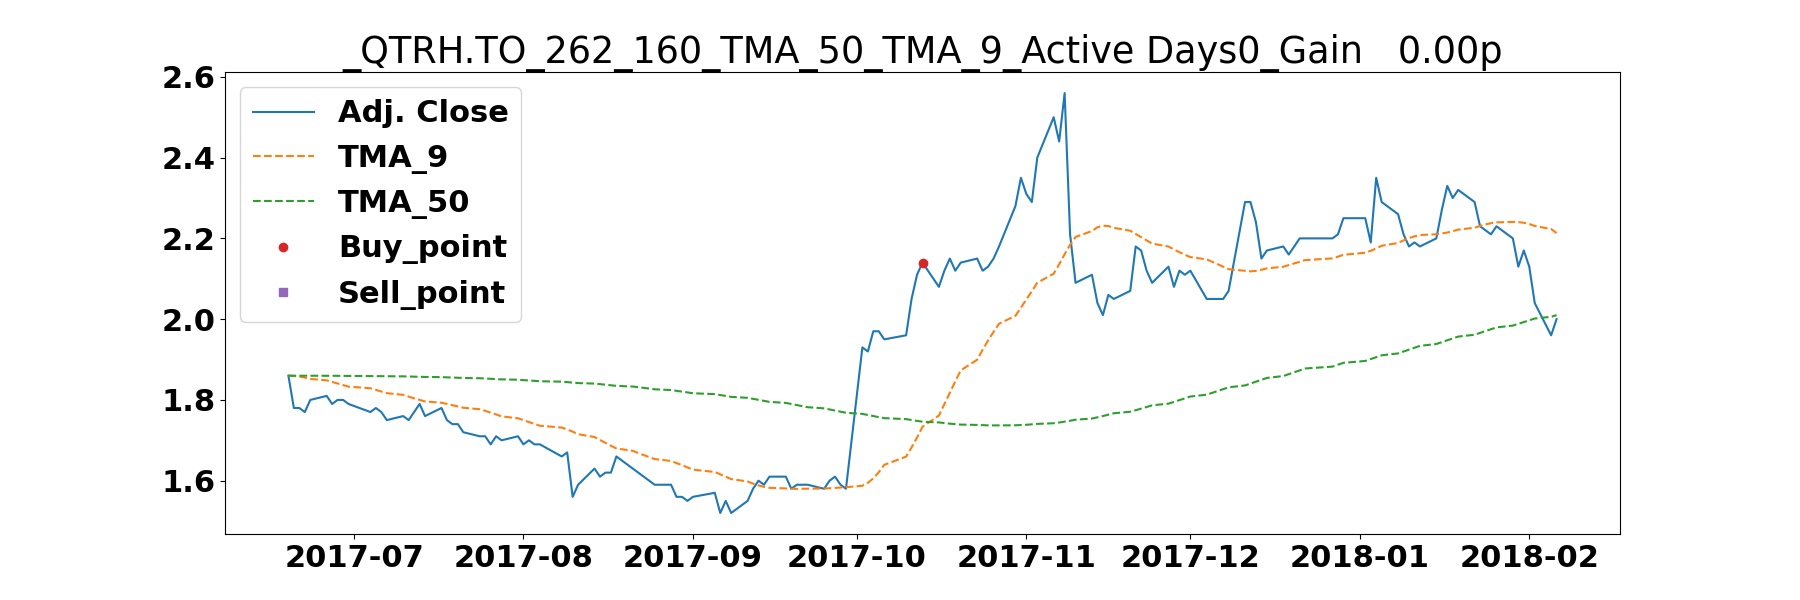 _QTRH.TO_262_160_TMA_50_TMA_9_Active Days0_Gain   0.00p
2.6
2.4
2.2
2.0
1.8
1.6
Adj. Close
TMA_9
TMA_50
Buy_point
Sell_point
2017-07 2017-08 2017-09 2017-10 2017-11 2017-12 2018-01 2018-02